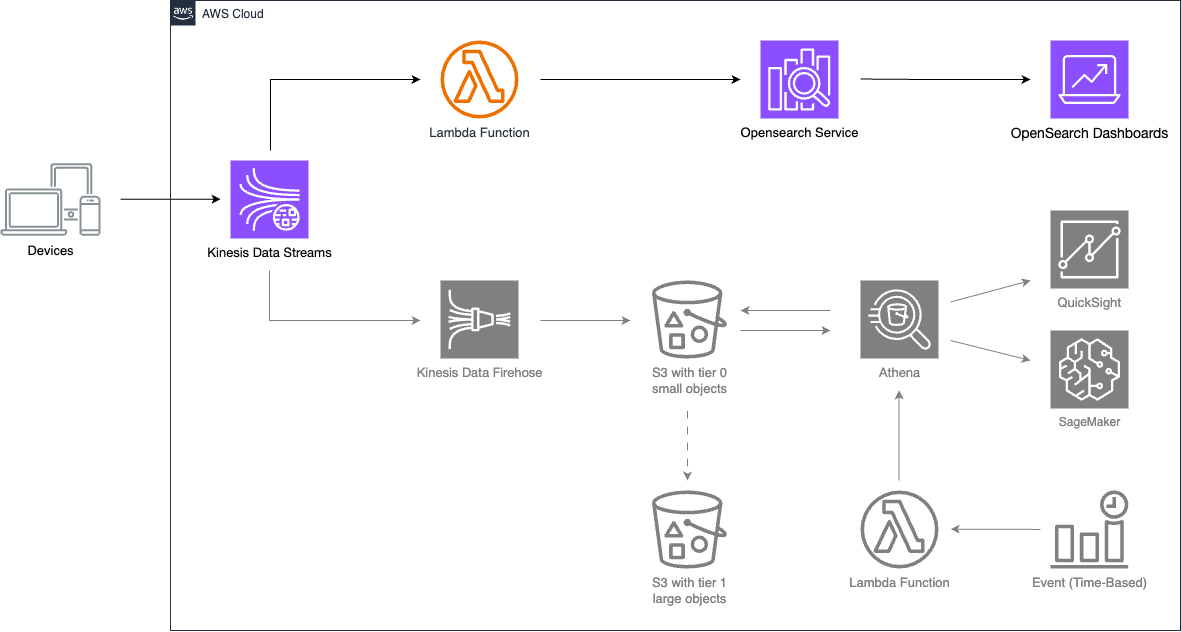 aws
AWS Cloud
Lambda Function
Opensearch Service
OpenSearch Dashboards
Devices
Kinesis Data Streams
QuickSight
Kinesis Data Firehose
S3 with tier 0
small objects
Athena
SageMaker
S3 with tier 1
large objects
Lambda Function
Event (Time-Based)